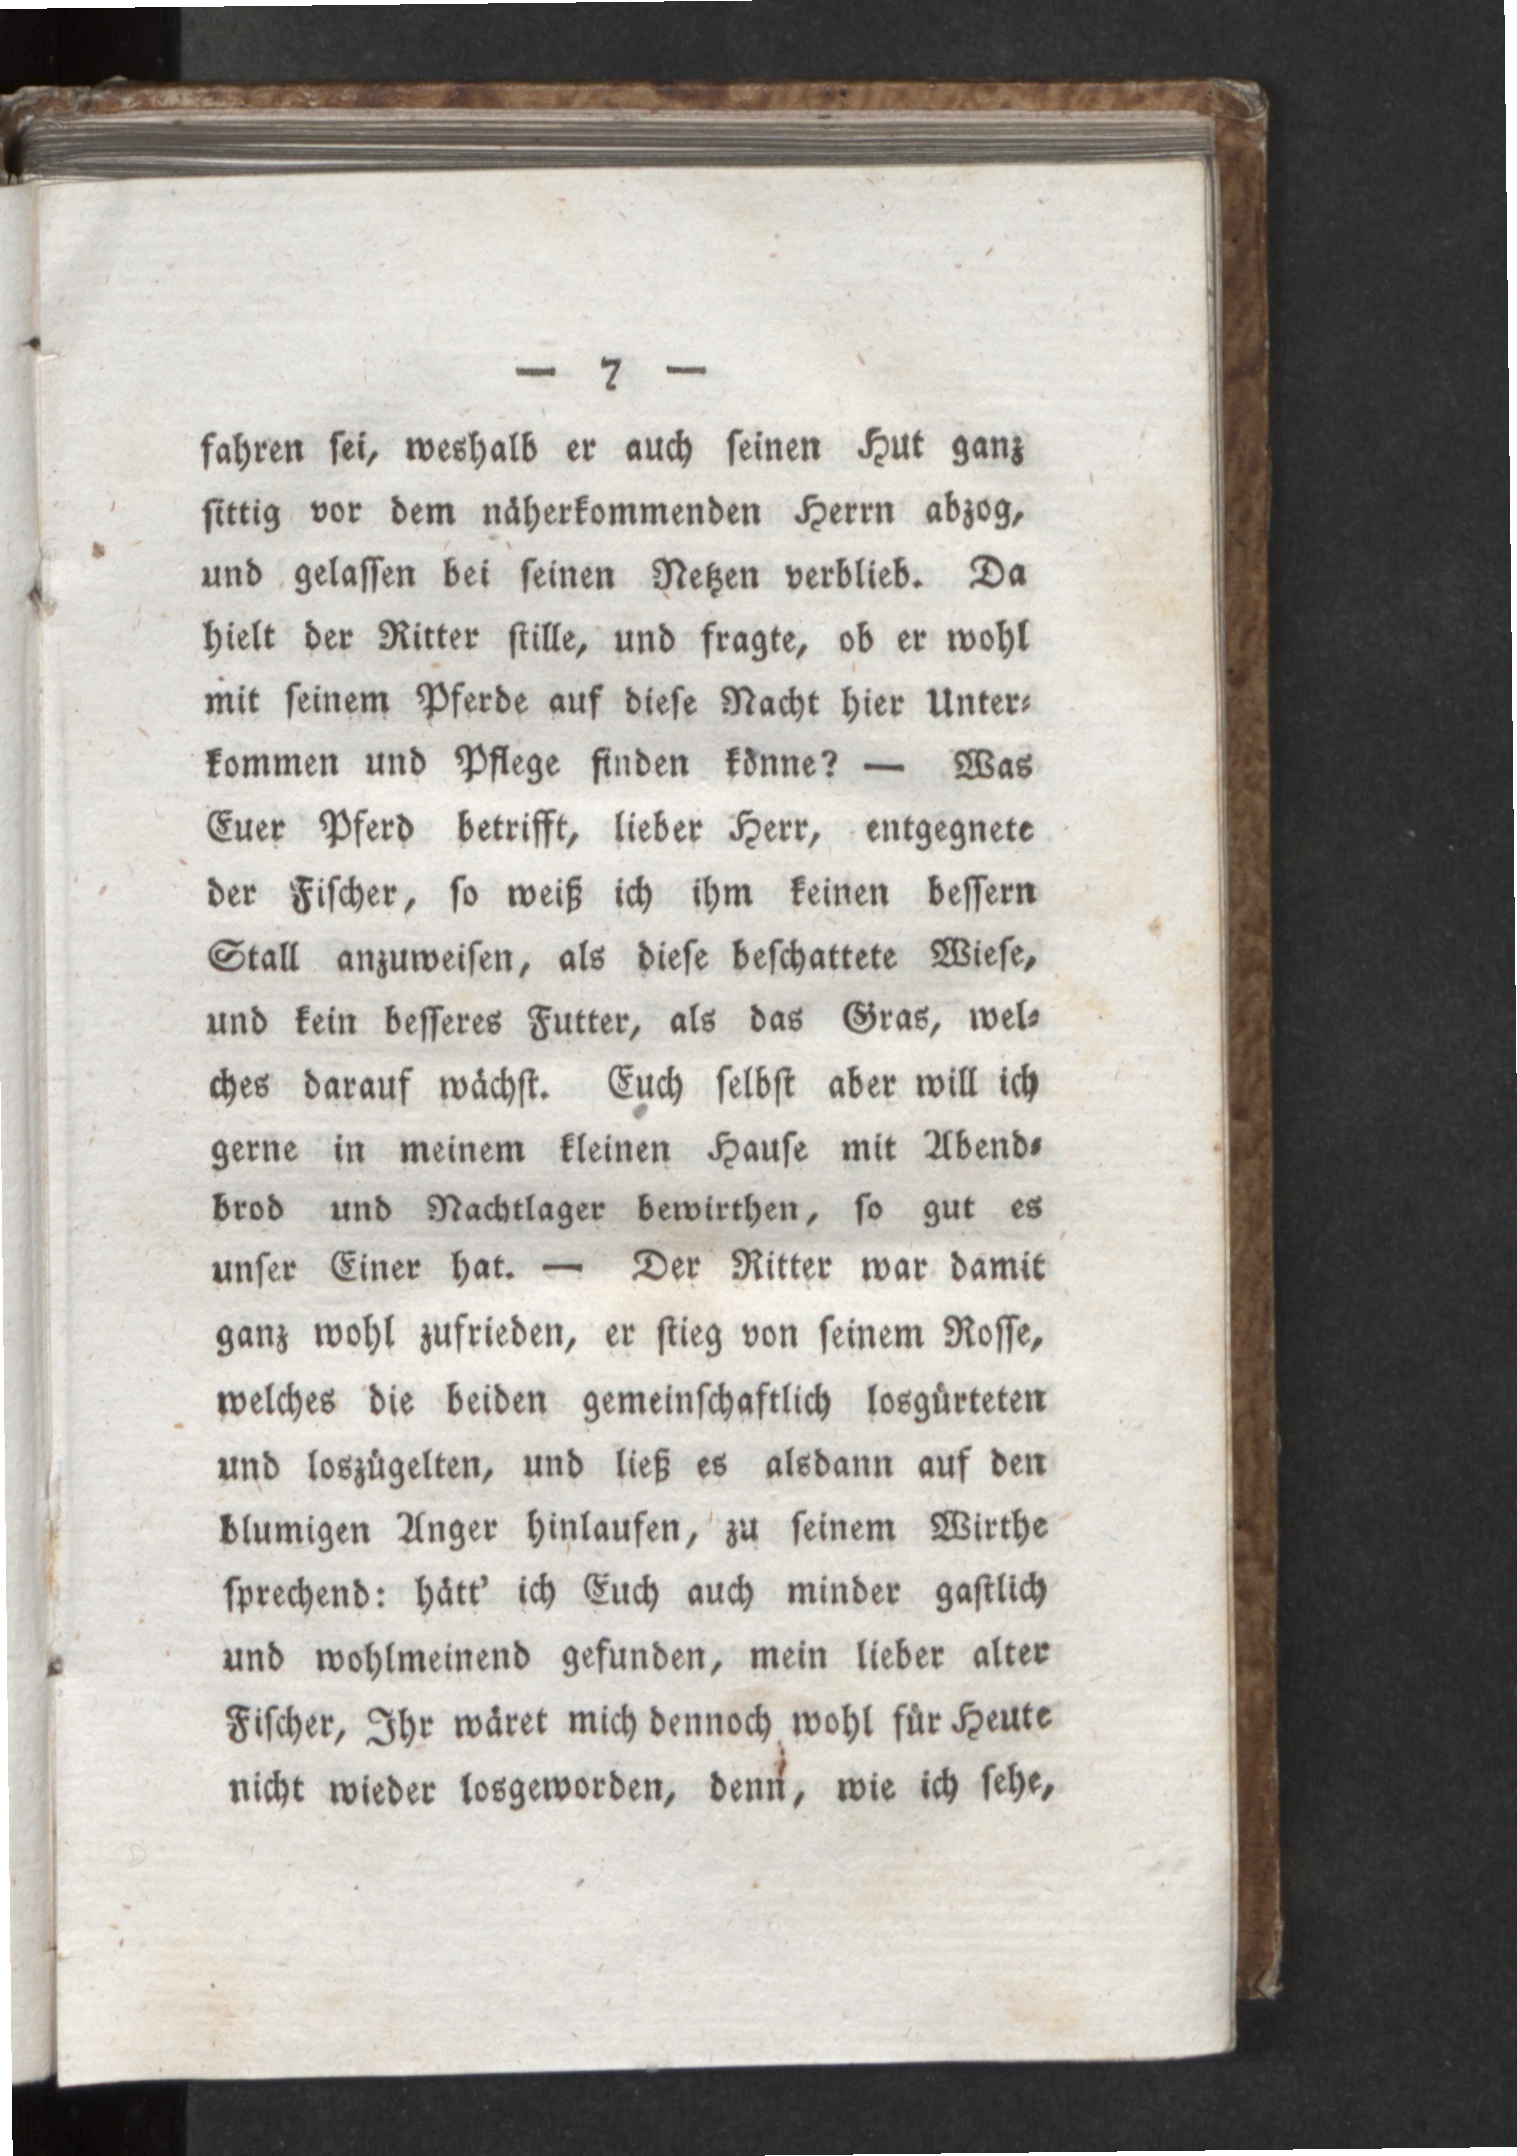 — 7 —
fahren ſei, weshalb er auch ſeinen Hut ganz
ſittig vor dem näherkommenden Herrn abzog,
und gelaſſen bei ſeinen Netzen verblieb. Da
hielt der Ritter ſtille, und fragte, ob er wohl
mit ſeinem Pferde auf dieſe Nacht hier Unter⸗
kommen und Pflege finden könne? — Was
Euer Pferd betrifft, lieber Herr, entgegnete
der Fiſcher, ſo weiß ich ihm keinen beſſern
Stall anzuweiſen, als dieſe beſchattete Wieſe,
und kein beſſeres Futter, als das Gras, wel⸗
ches darauf wächſt. Euch ſelbſt aber will ich
gerne in meinem kleinen Hauſe mit Abend⸗
brod und Nachtlager bewirthen, ſo gut es
unſer Einer hat. — Der Ritter war damit
ganz wohl zufrieden, er ſtieg von ſeinem Roſſe,
welches die beiden gemeinſchaftlich losgürteten
und loszügelten, und ließ es alsdann auf den
blumigen Anger hinlaufen, zu ſeinem Wirthe
ſprechend: hätt’ ich Euch auch minder gaſtlich
und wohlmeinend gefunden, mein lieber alter
Fiſcher, Ihr wäret mich dennoch wohl für Heute
nicht wieder losgeworden, denn, wie ich ſehe,